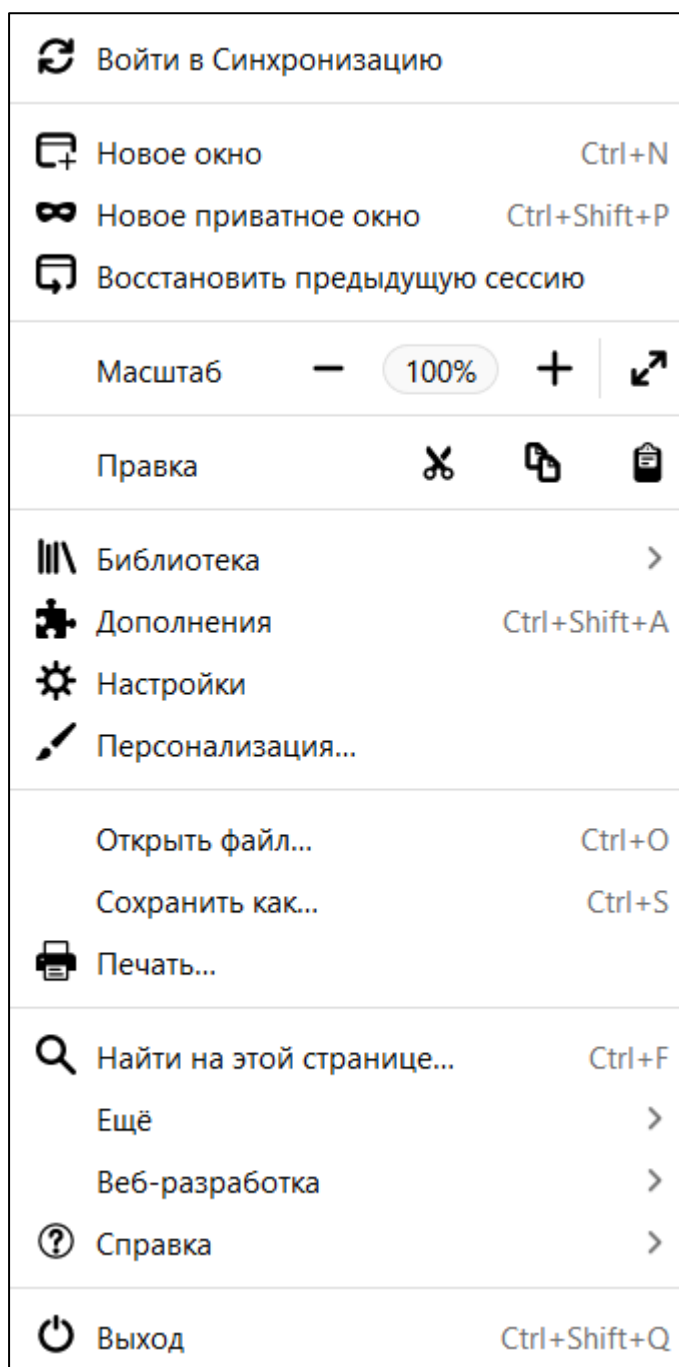 Войти в Синхронизацию
Новое окно Ctrl+N
Новое приватное окно Ctrl+Shift+P
Восстановить предыдущую сессию
Масштаб 100%
Правка
Библиотека
Дополнения Ctrl+Shift+A
Настройки
Персонализация...
Открыть файл... Ctrl+O
Сохранить как... Ctrl+S
Печать...
Найти на этой странице... Ctrl+F
Ещё
Веб-разработка
Справка
Выход Ctrl+Shift+Q